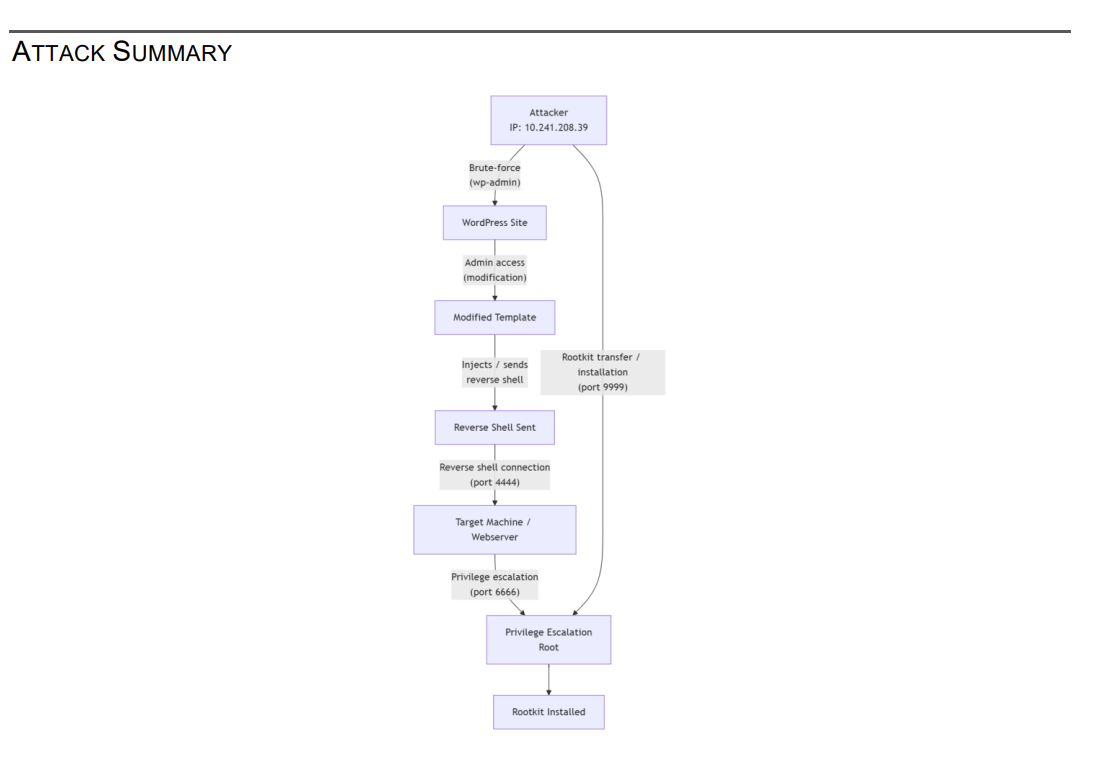 ATTACK SUMMARY
Attacker
IP: 10.241.208.39
Brute-force
(wp-admin)
WordPress Site
Admin access
(modification)
Modified Template
Injects / sends
reverse shell
Rootkit transfer /
installation
(port 9999)
Reverse Shell Sent
Reverse shell connection
(port 4444)
Target Machine /
Webserver
Privilege escalation
(port 6666)
Privilege Escalation
Root
Rootkit Installed